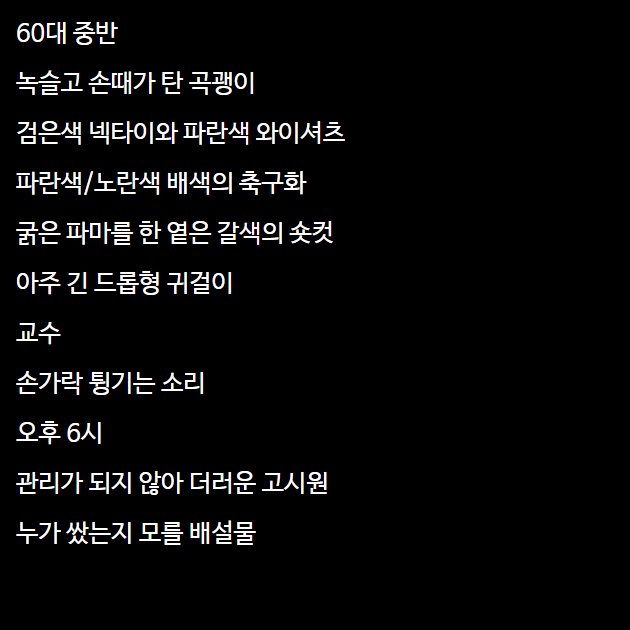 60대 중반
녹슬고 손때가 탄 곡괭이
검은색 넥타이와 파란색 와이셔츠
파란색/노란색 배색의 축구화
굵은 파마를 한 옅은 갈색의 숏컷
아주 긴 드롭형 귀걸이
교수
손가락 튕기는 소리
오후 6시
관리가 되지 않아 더러운 고시원
누가 쌌는지 모를 배설물